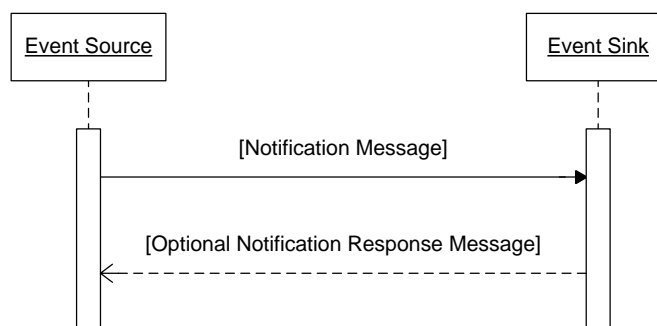 Event Source
Event Sink
[Notification Message]
[Optional Notification Response Message]